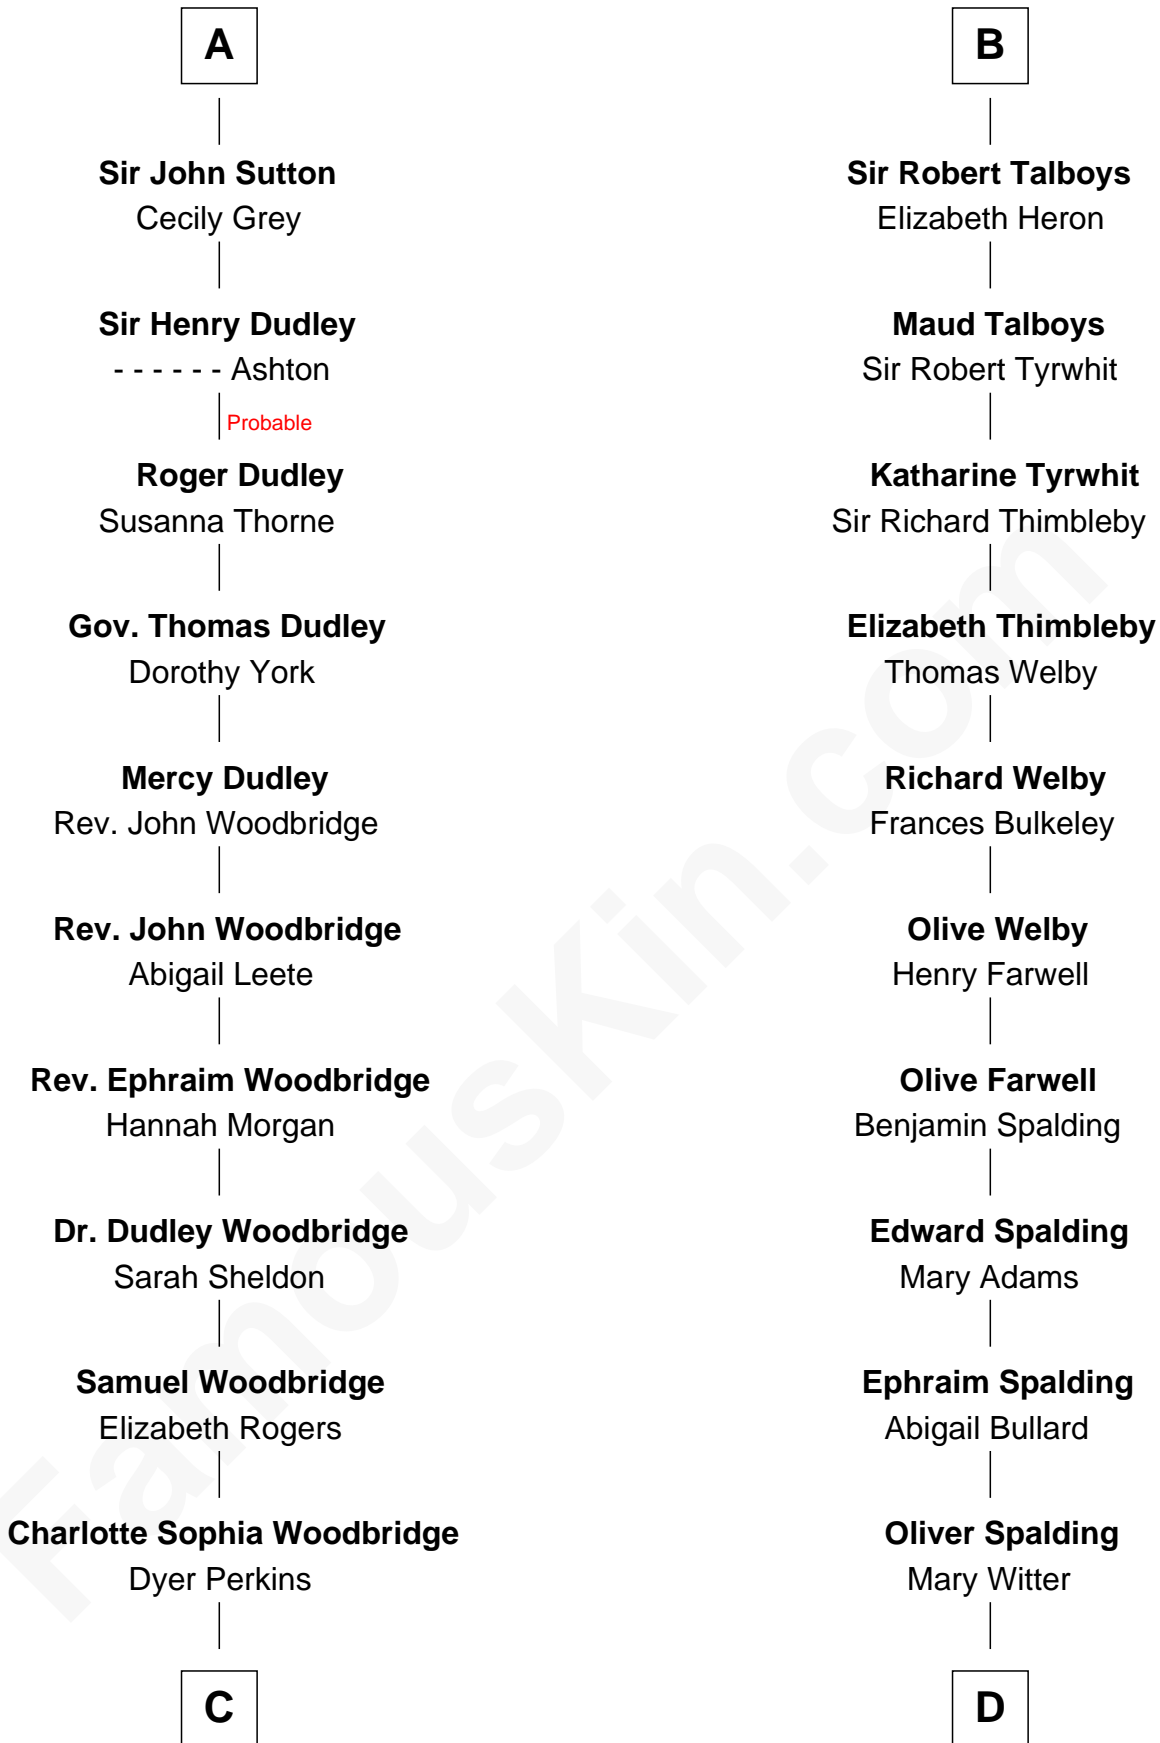 A
Sir John Sutton
Cecily Grey
Sir Henry Dudley
- - - - - - Ashton
Probable
Roger Dudley
Susanna Thorne
Gov. Thomas Dudley
Dorothy York
Mercy Dudley
Rev. John Woodbridge
Rev. John Woodbridge
Abigail Leete
Rev. Ephraim Woodbridge
Hannah Morgan
Dr. Dudley Woodbridge
Sarah Sheldon
Samuel Woodbridge
Elizabeth Rogers
Charlotte Sophia Woodbridge
Dyer Perkins
C
B
Sir Robert Talboys
Elizabeth Heron
Maud Talboys
Sir Robert Tyrwhit
Katharine Tyrwhit
Sir Richard Thimbleby
Elizabeth Thimbleby
Thomas Welby
Richard Welby
Frances Bulkeley
Olive Welby
Henry Farwell
Olive Farwell
Benjamin Spalding
Edward Spalding
Mary Adams
Ephraim Spalding
Abigail Bullard
Oliver Spalding
Mary Witter
D
FamousKin.com